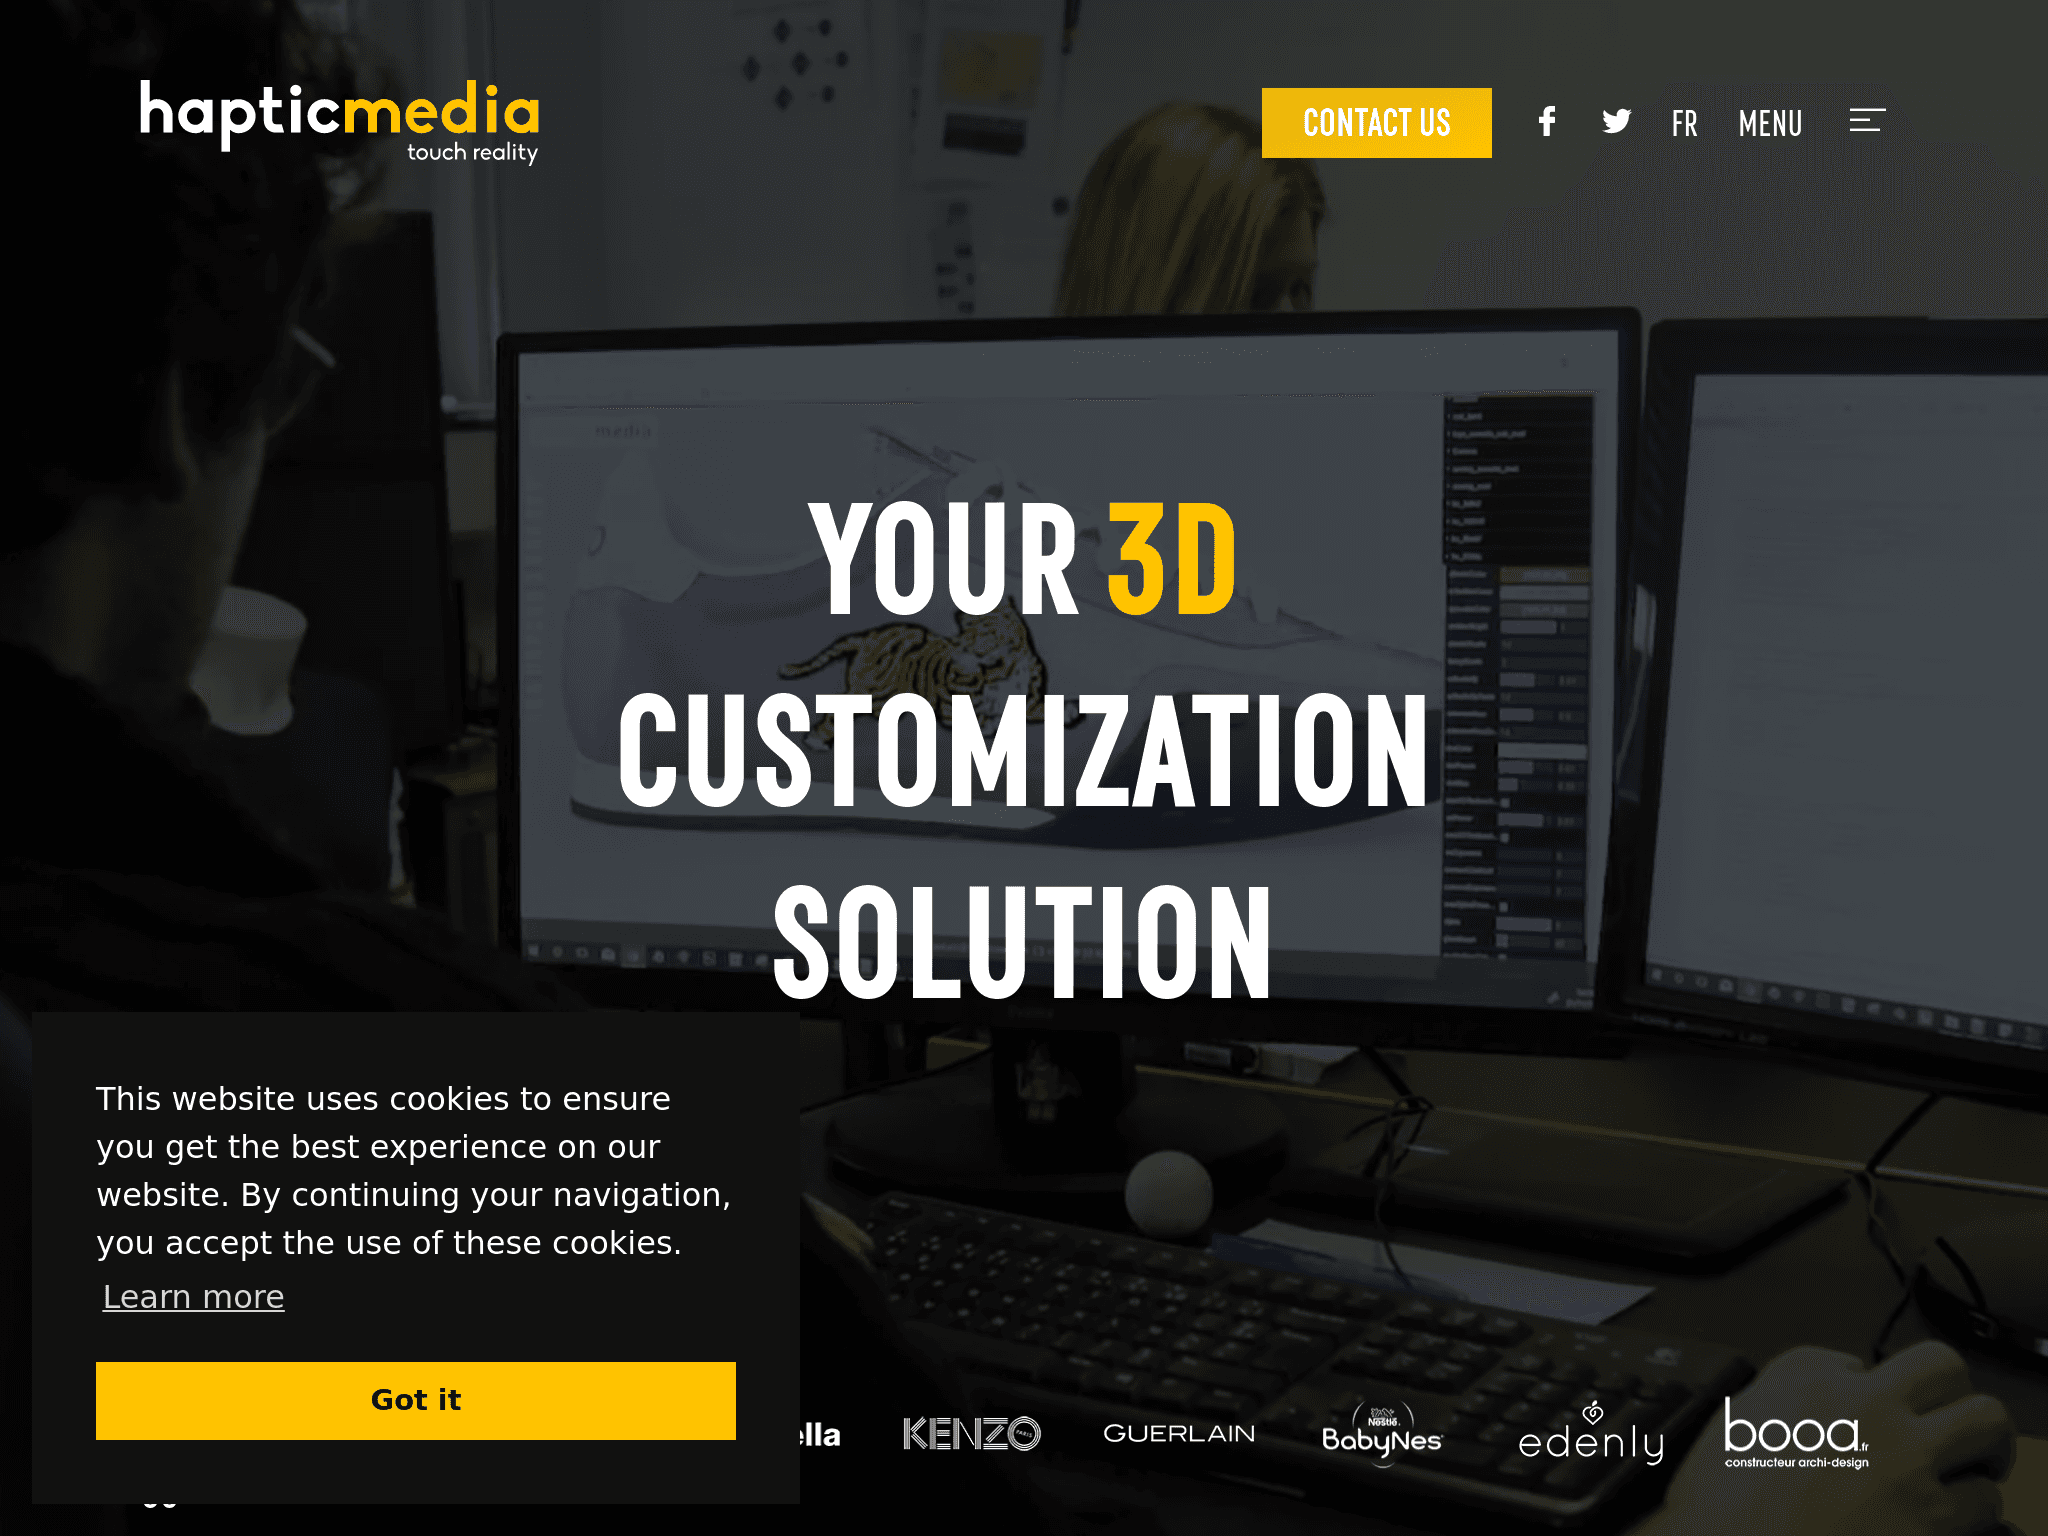 hapticmedia
touch reality
CONTACT US
FR
MENU
media
YOUR 3D
CUSTOMIZATION
SOLUTION
This website uses cookies to ensure
you get the best experience on our
website. By continuing your navigation,
you accept the use of these cookies.
Learn more
Got it
ella
KENZO
PARIS
GUERLAIN
Nestlé
BabyNes
edenly
booa.fr
constructeur archi-design